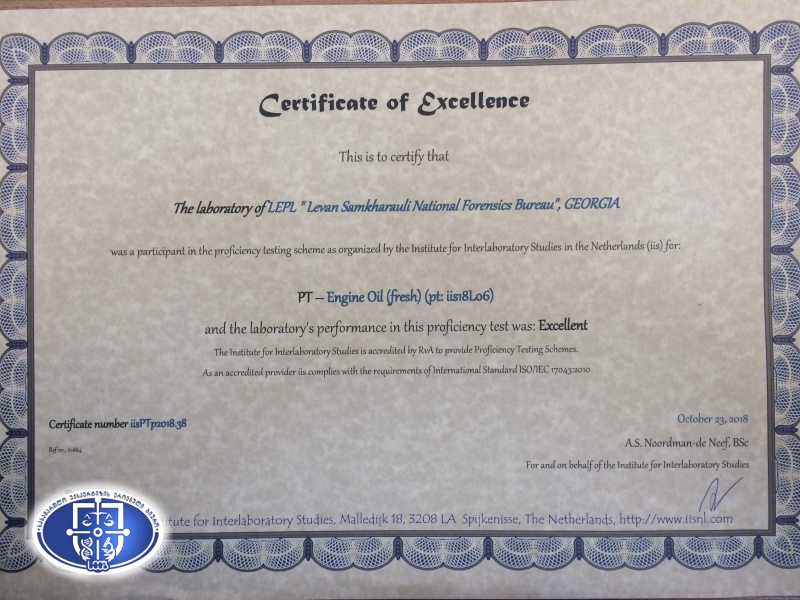 Certificate of Excellence
This is to certify that
The laboratory of LEPL " Levan Samkharauli National Forensics Bureau", GEORGIA
was a participant in the proficiency testing scheme as organized by the Institute for Interlaboratory Studies in the Netherlands (iis) for:
PT – Engine Oil (fresh) (pt: iis18L06)
and the laboratory's performance in this proficiency test was: Excellent
The Institute for Interlaboratory Studies is accredited by RvA to provide Proficiency Testing Schemes.
As an accredited provider iis complies with the requirements of International Standard ISO/IEC 17043:2010
Certificate number iisPTp2018.38
October 23, 2018
Ref nr.:
A.S. Noordman-de Neef, BSc
For and on behalf of the Institute for Interlaboratory Studies
itute for Interlaboratory Studies, Malledijk 18, 3208 LA Spijkenisse, The Netherlands, http://www.iisnl.com